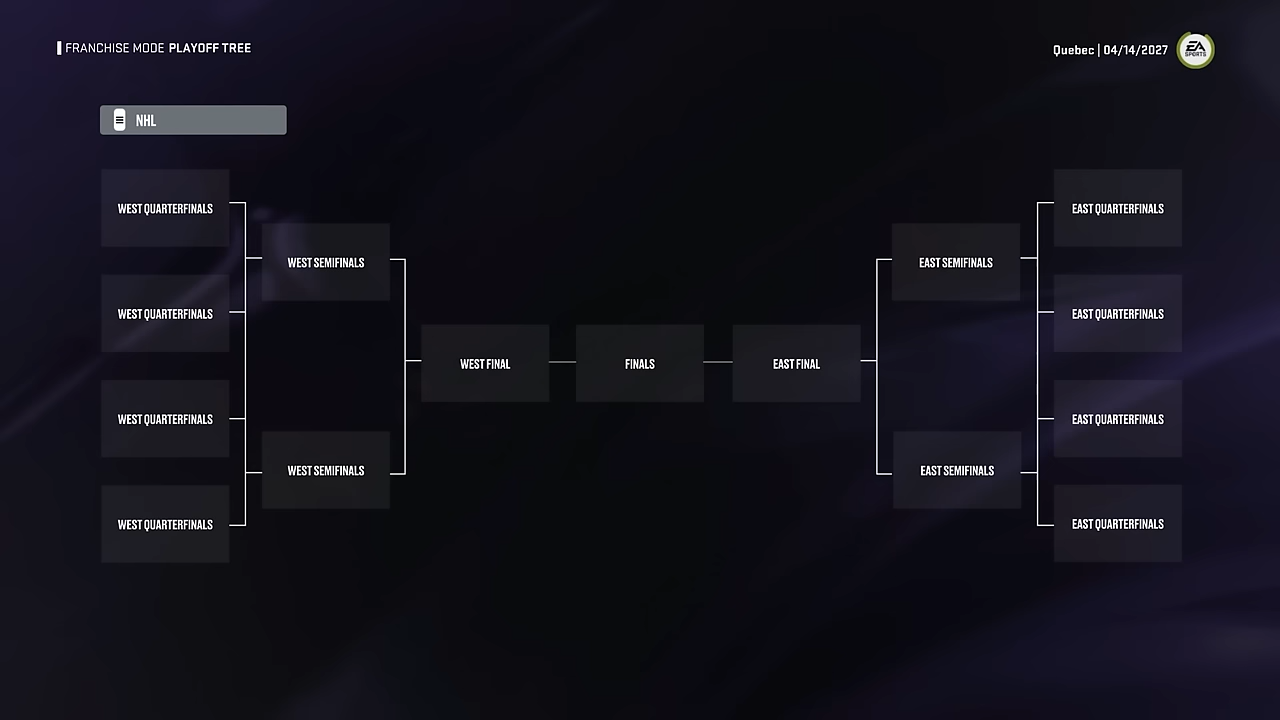 FRANCHISE MODE PLAYOFF TREE
Quebec | 04/14/2027
EA
SPORTS
NHL
WEST QUARTERFINALS
EAST QUARTERFINALS
WEST SEMIFINALS
EAST SEMIFINALS
WEST QUARTERFINALS
EAST QUARTERFINALS
WEST FINAL
FINALS
EAST FINAL
WEST QUARTERFINALS
EAST QUARTERFINALS
WEST SEMIFINALS
EAST SEMIFINALS
WEST QUARTERFINALS
EAST QUARTERFINALS